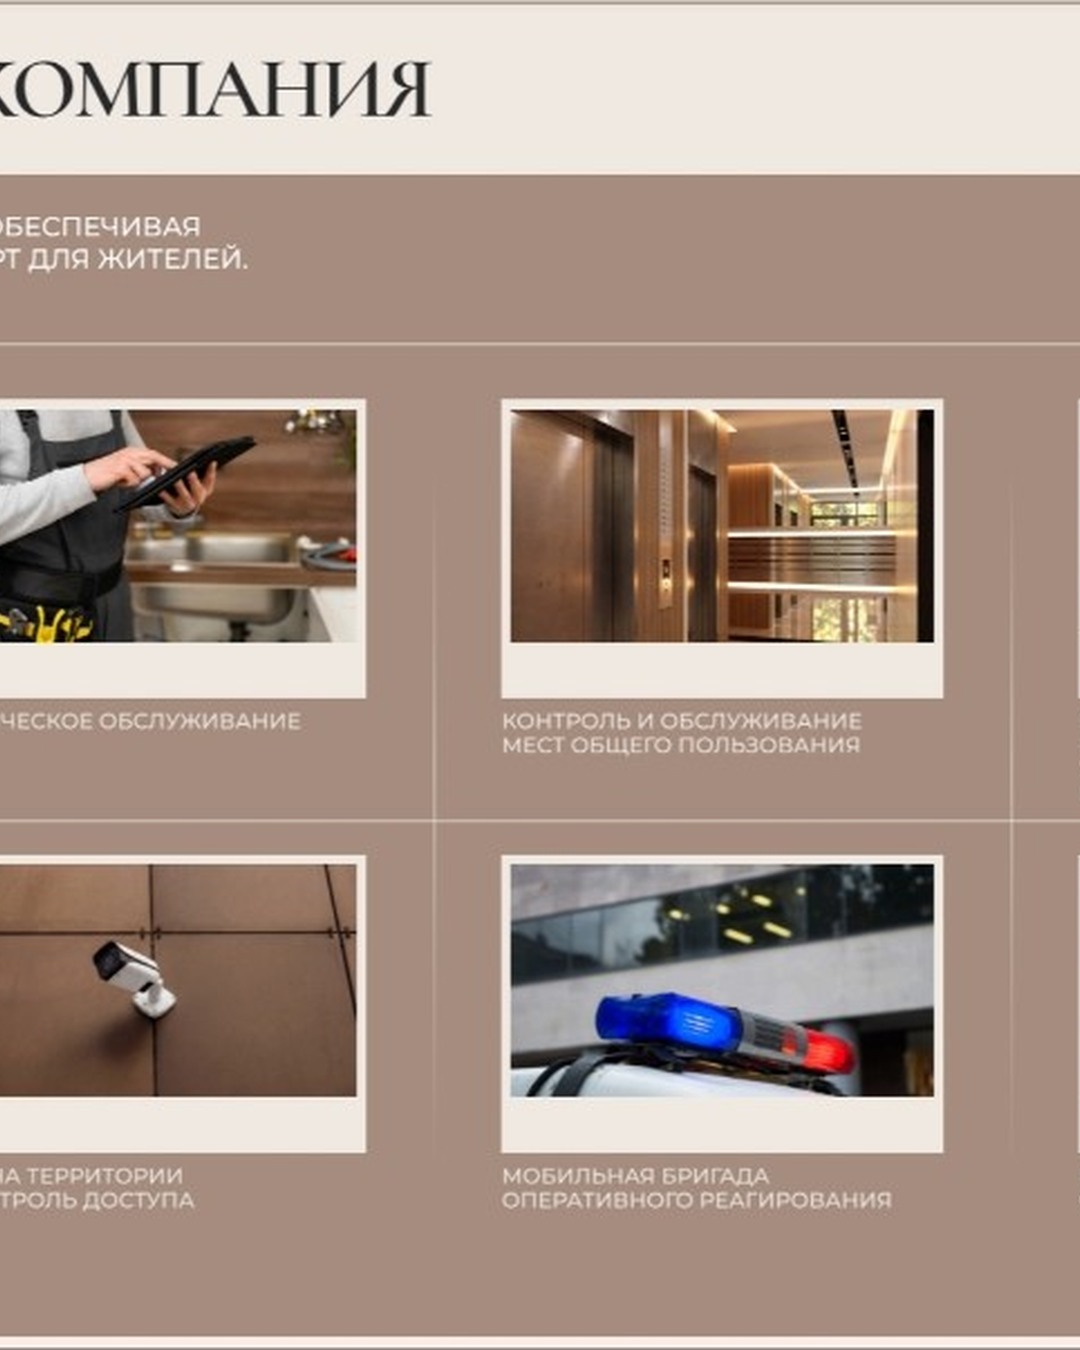 КОМПАНИЯ
ОБЕСПЕЧИВАЯ
РТ ДЛЯ ЖИТЕЛЕЙ.
ЧЕСКОЕ ОБСЛУЖИВАНИЕ
КОНТРОЛЬ И ОБСЛУЖИВАНИЕ
МЕСТ ОБЩЕГО ПОЛЬЗОВАНИЯ
НА ТЕРРИТОРИИ
ТРОЛЬ ДОСТУПА
МОБИЛЬНАЯ БРИГАДА
ОПЕРАТИВНОГО РЕАГИРОВАНИЯ